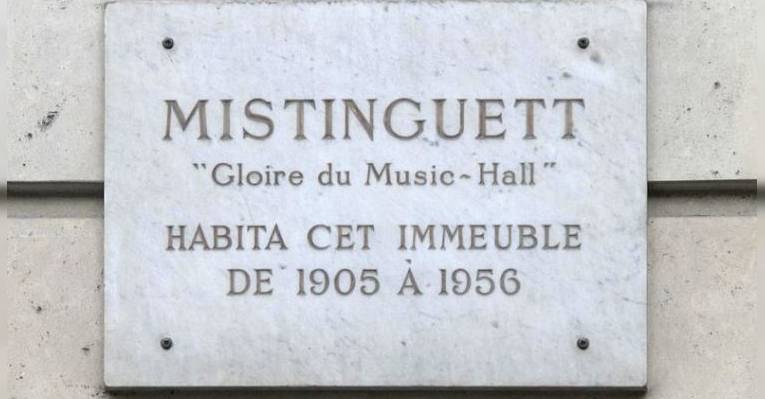 MISTINGUETT
"Gloire du Music-Hall"
HABITA CET IMMEUBLE
DE 1905 À 1956